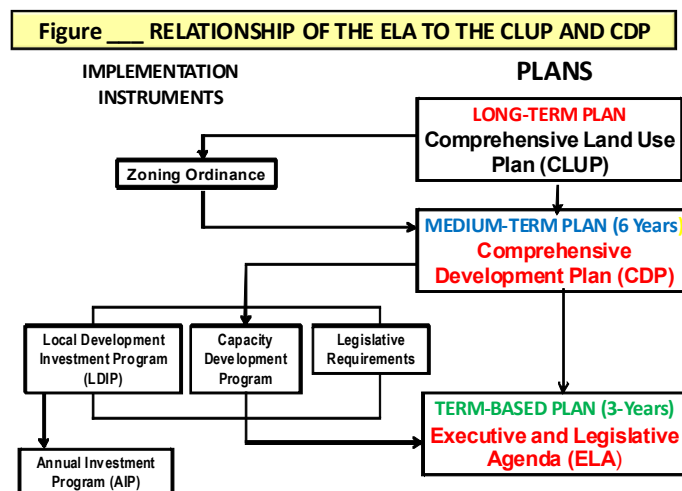 Figure ___ RELATIONSHIP OF THE ELA TO THE CLUP AND CDP
IMPLEMENTATION
INSTRUMENTS
PLANS
LONG-TERM PLAN
Comprehensive Land Use
Plan (CLUP)
Zoning Ordinance
MEDIUM-TERM PLAN (6 Years)
Comprehensive
Development Plan (CDP)
Local Development
Investment Program
(LDIP)
Capacity
Development
Program
Legislative
Requirements
TERM-BASED PLAN (3-Years)
Executive and Legislative
Agenda (ELA)
Annual Investment
Program (AIP)